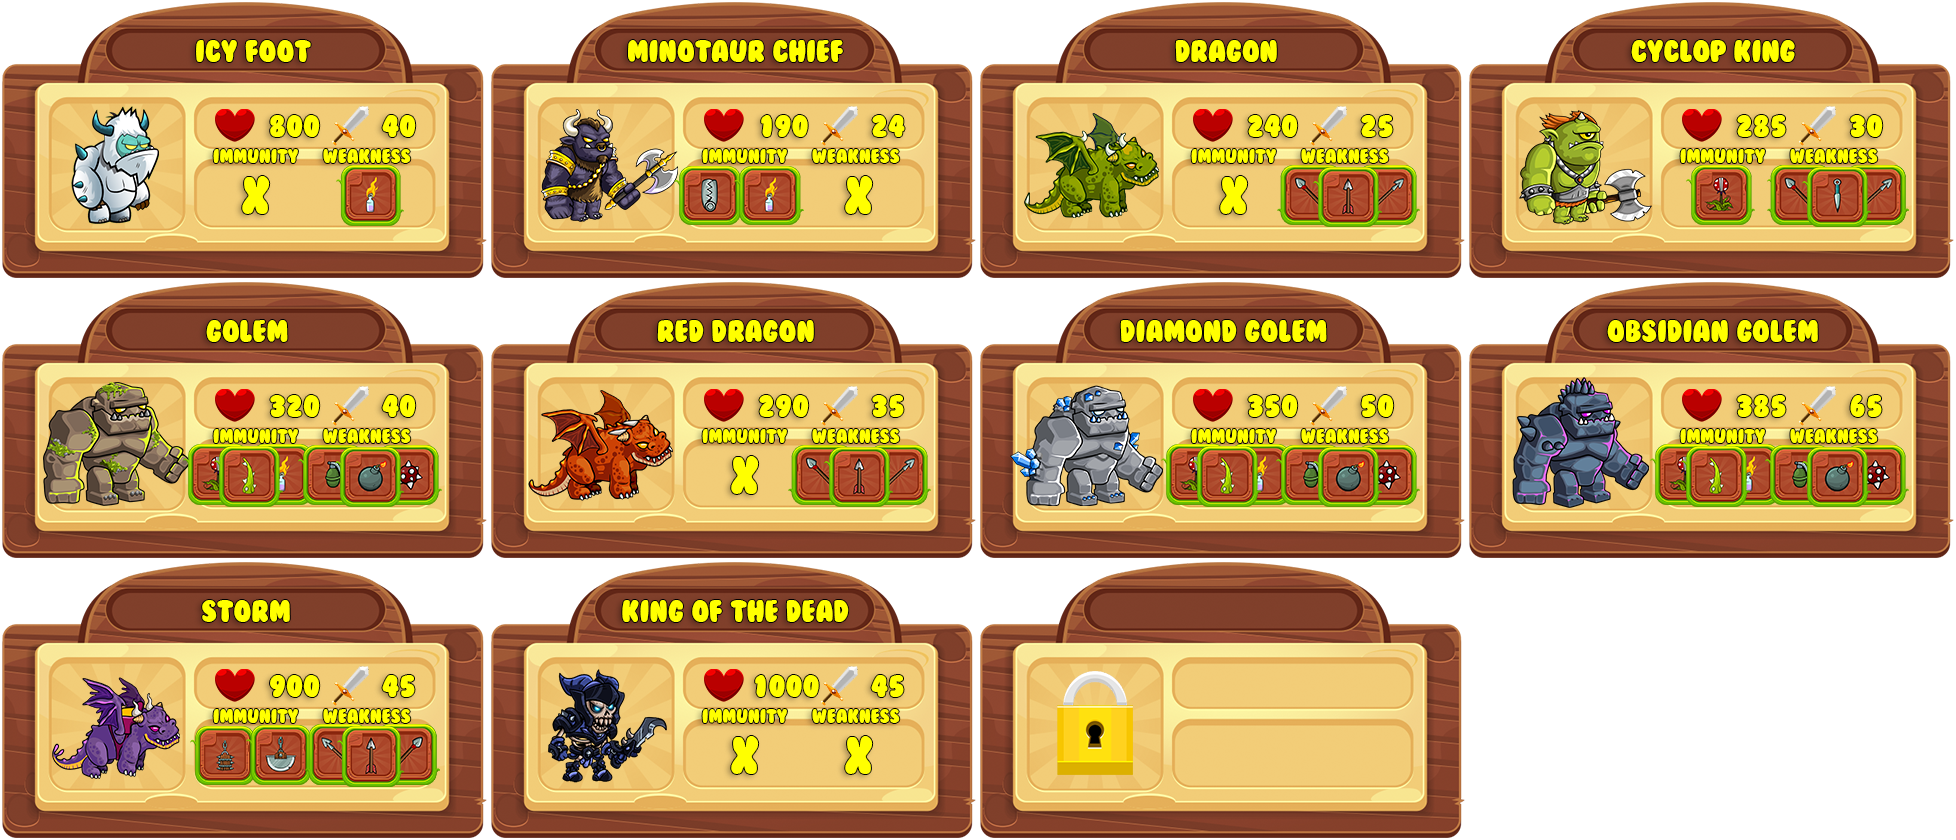 ICY FOOT
800 40
IMMUNITY WEAKNESS
X
MINOTAUR CHIEF
190 24
IMMUNITY WEAKNESS
X
DRAGON
240 25
IMMUNITY WEAKNESS
X
CYCLOP KING
285 30
IMMUNITY WEAKNESS
GOLEM
320 40
IMMUNITY WEAKNESS
RED DRAGON
290 35
IMMUNITY WEAKNESS
X
DIAMOND GOLEM
350 50
IMMUNITY WEAKNESS
OBSIDIAN GOLEM
385 65
IMMUNITY WEAKNESS
STORM
900 45
IMMUNITY WEAKNESS
KING OF THE DEAD
1000 45
IMMUNITY WEAKNESS
X X